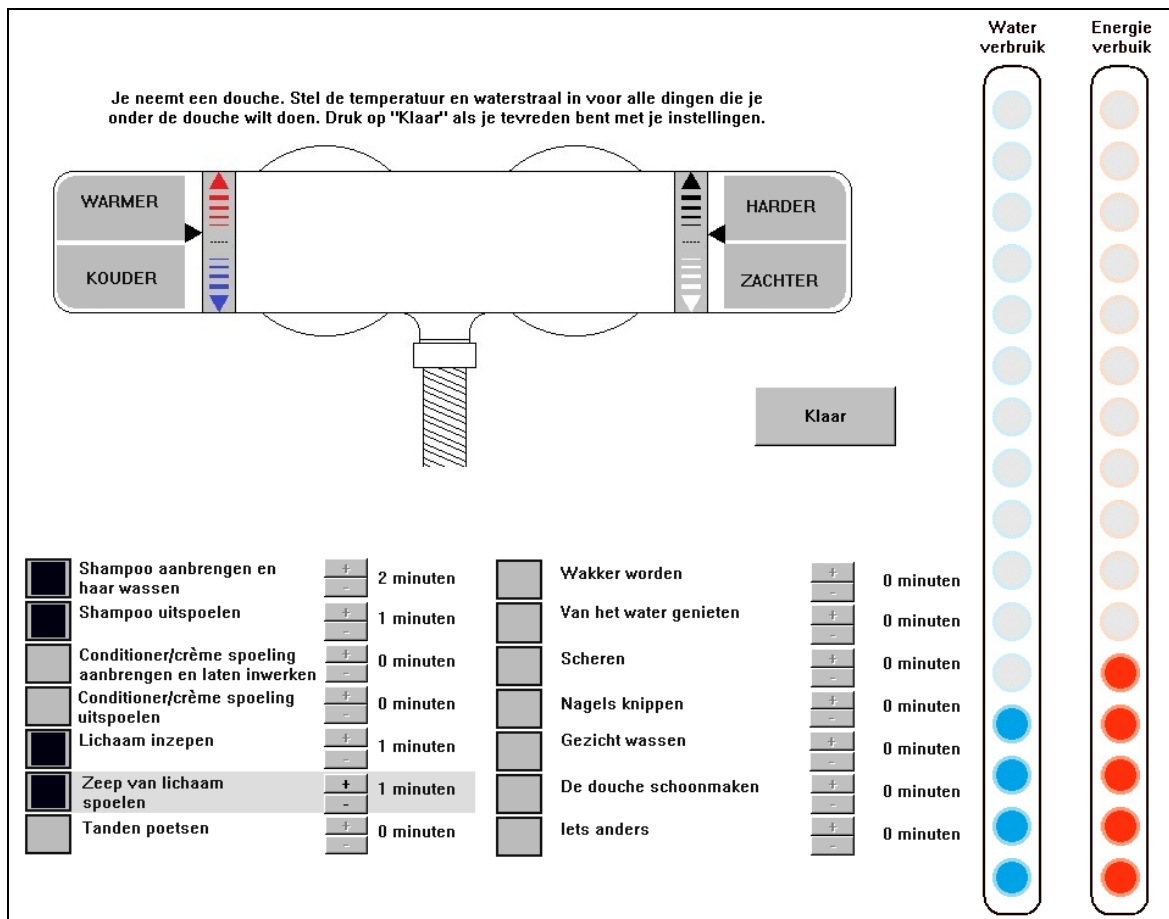 Water
verbruik
Energie
verbuik
Je neemt een douche. Stel de temperatuur en waterstraal in voor alle dingen die je
onder de douche wilt doen. Druk op "Klaar" als je tevreden bent met je instellingen.
WARMER
KOUDER
HARDER
ZACHTER
Klaar
Shampoo aanbrengen en
haar wassen
+
-
2 minuten
Shampoo uitspoelen
+
-
1 minuten
Conditioner/crème spoeling
aanbrengen en laten inwerken
+
-
0 minuten
Conditioner/crème spoeling
uitspoelen
+
-
0 minuten
Lichaam inzepen
+
-
1 minuten
Zeep van lichaam
spoelen
+
-
1 minuten
Tanden poetsen
+
-
0 minuten
Wakker worden
+
-
0 minuten
Van het water genieten
+
-
0 minuten
Scheren
+
-
0 minuten
Nagels knippen
+
-
0 minuten
Gezicht wassen
+
-
0 minuten
De douche schoonmaken
+
-
0 minuten
Iets anders
+
-
0 minuten